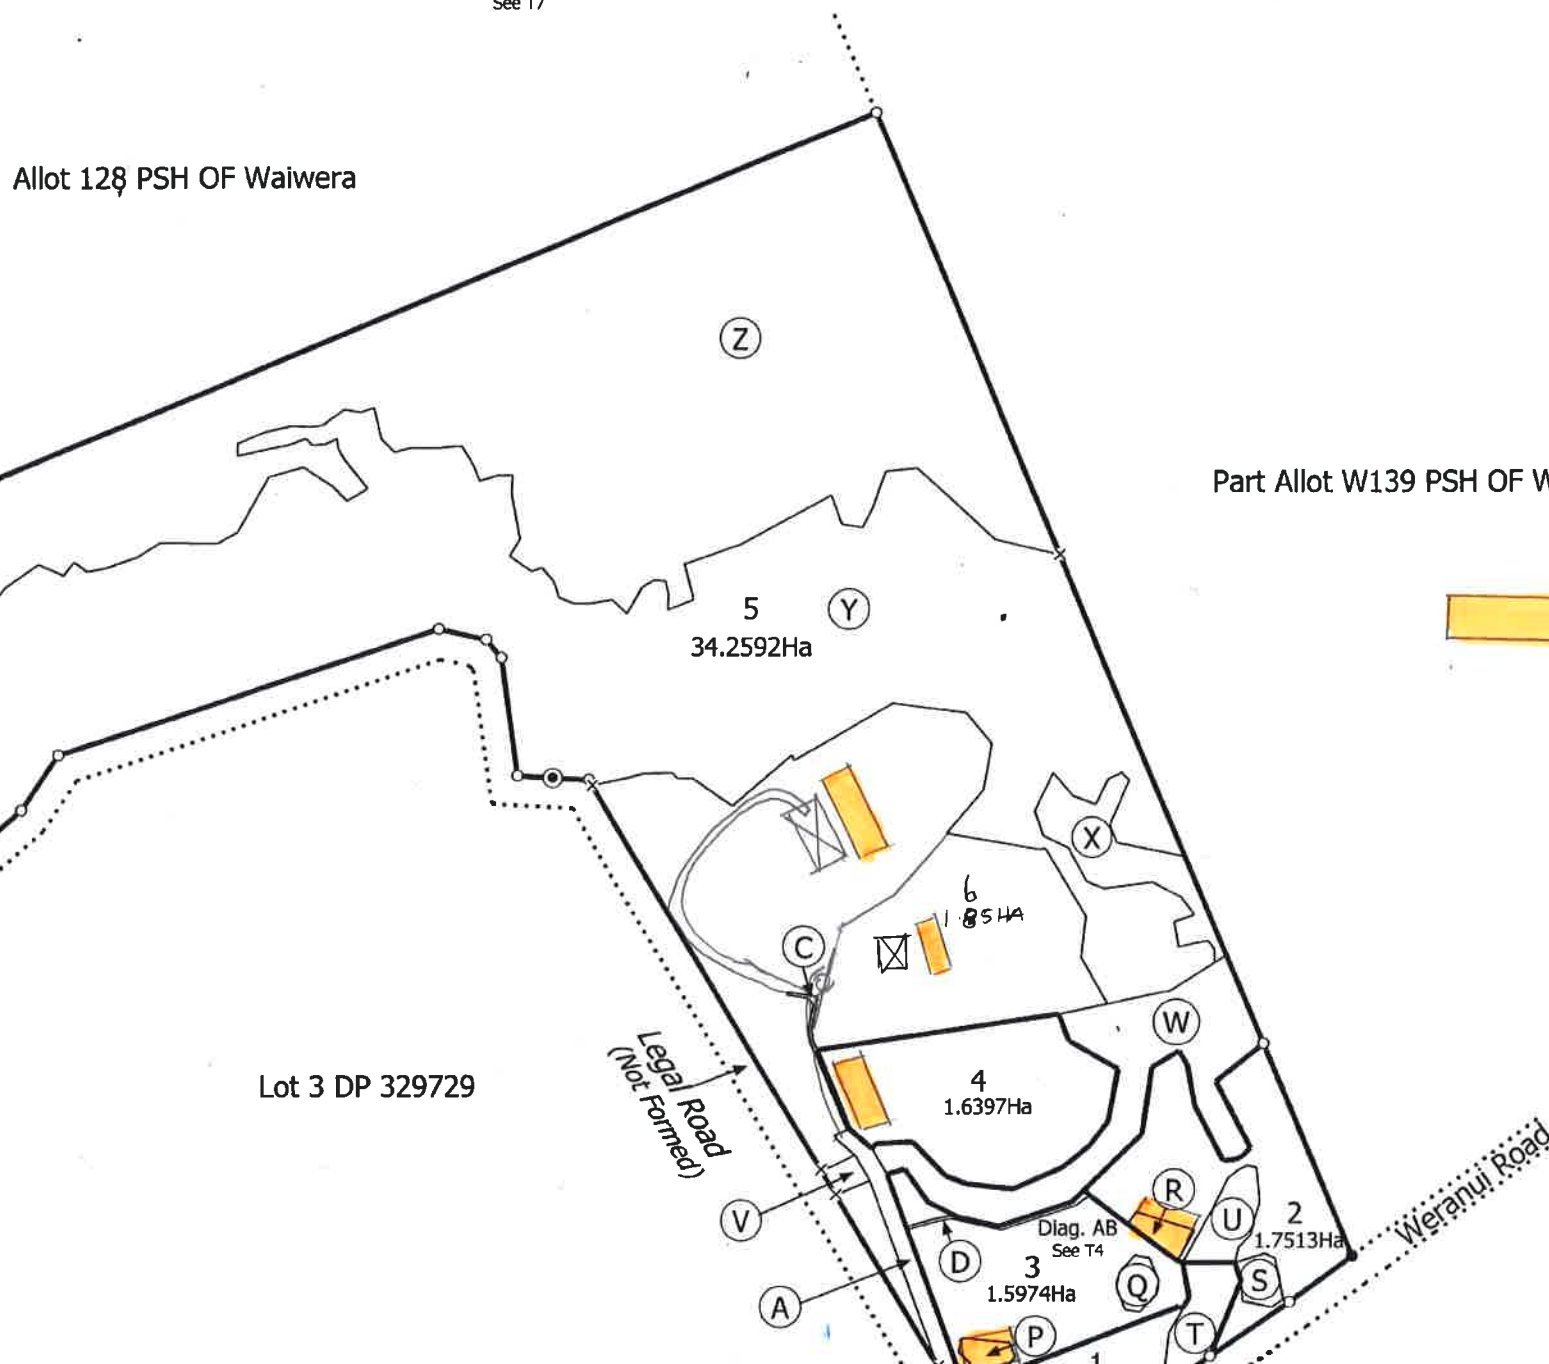 See T7
Allot 128 PSH OF Waiwera
Z
Part Allot W139 PSH OF W
5
Y
34.2592Ha
X
6
1.85HA
C
W
Legal Road
(Not Formed)
Lot 3 DP 329729
4
1.6397Ha
Weranui Road
R
V
U
2
1.7513Ha
Diag. AB
See T4
D
3
1.5974Ha
Q
S
A
P
T
1